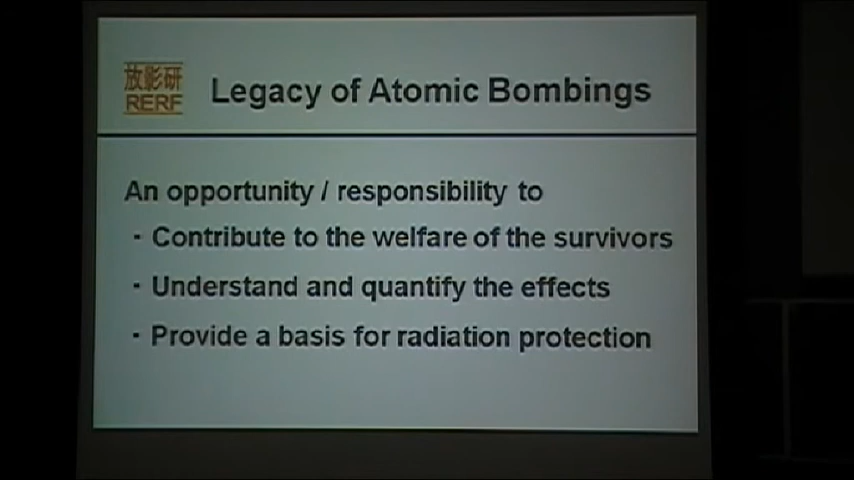 放影研
RERF
Legacy of Atomic Bombings
An opportunity / responsibility to
- Contribute to the welfare of the survivors
- Understand and quantify the effects
- Provide a basis for radiation protection